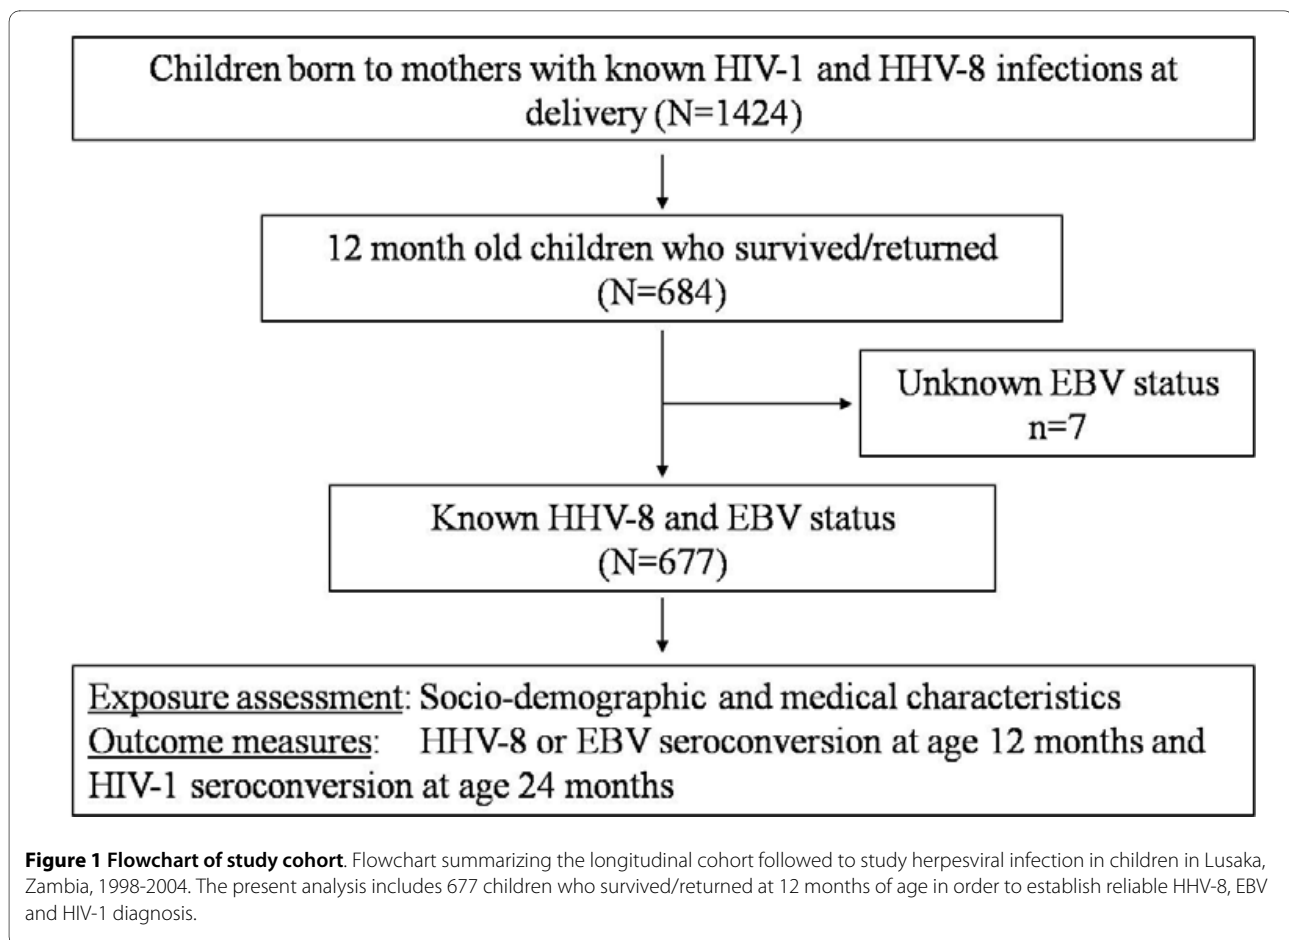 Children born to mothers with known HIV-1 and HHV-8 infections at
delivery (N=1424)
12 month old children who survived/returned
(N=684)
Unknown EBV status
n=7
Known HHV-8 and EBV status
(N=677)
Exposure assessment: Socio-demographic and medical characteristics
Outcome measures: HHV-8 or EBV seroconversion at age 12 months and
HIV-1 seroconversion at age 24 months
Figure 1 Flowchart of study cohort. Flowchart summarizing the longitudinal cohort followed to study herpesviral infection in children in Lusaka,
Zambia, 1998-2004. The present analysis includes 677 children who survived/returned at 12 months of age in order to establish reliable HHV-8, EBV
and HIV-1 diagnosis.